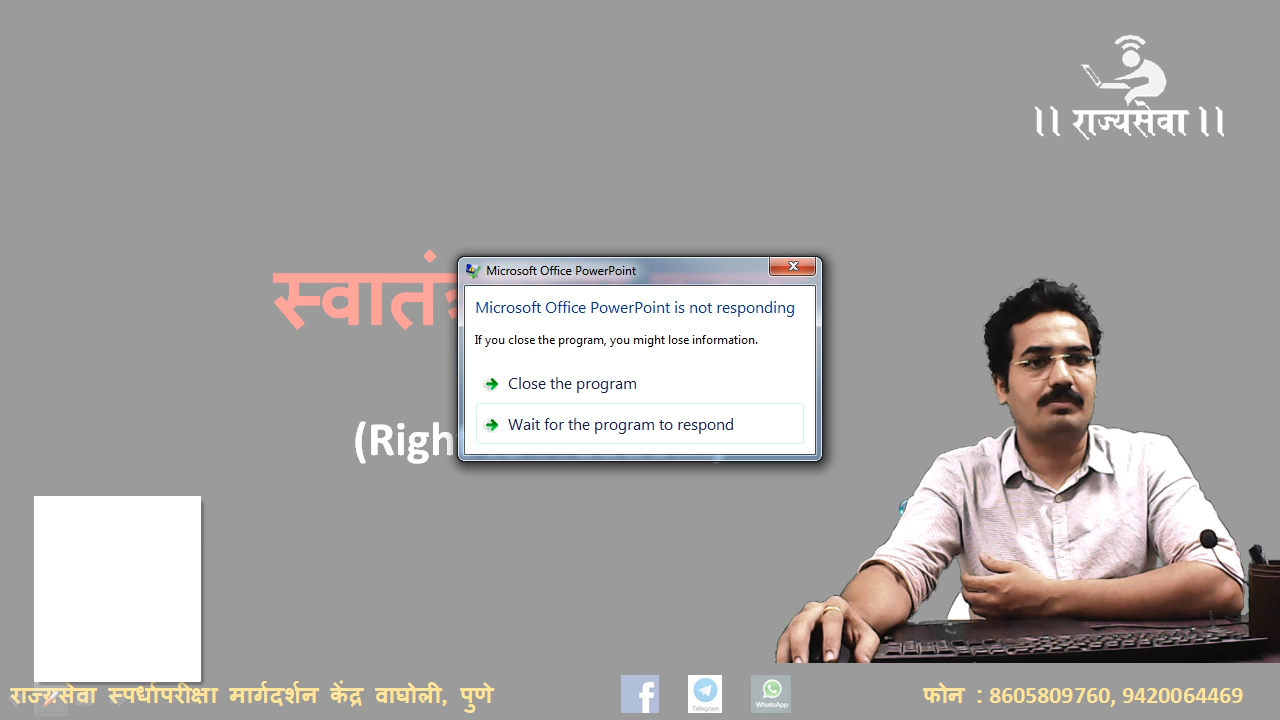 ।। राज्यसेवा ।।
Microsoft Office PowerPoint
Microsoft Office PowerPoint is not responding
If you close the program, you might lose information.
Close the program
Wait for the program to respond
राज्यसेवा स्पर्धापरीक्षा मार्गदर्शन केंद्र वाघोली, पुणे
Telegram
WhatsApp
फोन : 8605809760, 9420064469